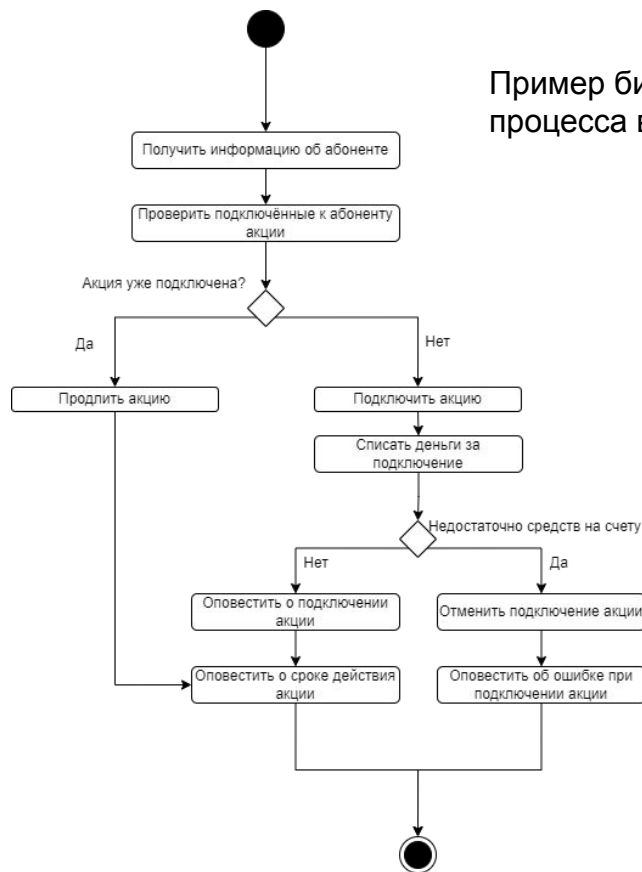 Пример
процесса
Получить информацию об абоненте
Проверить подключённые к абоненту
акции
Акция уже подключена?
Да
Нет
Продлить акцию
Подключить акцию
Списать деньги за
подключение
Недостаточно средств на счету
Нет
Да
Оповестить о подключении
акции
Отменить подключение акции
Оповестить о сроке действия
акции
Оповестить об ошибке при
подключении акции